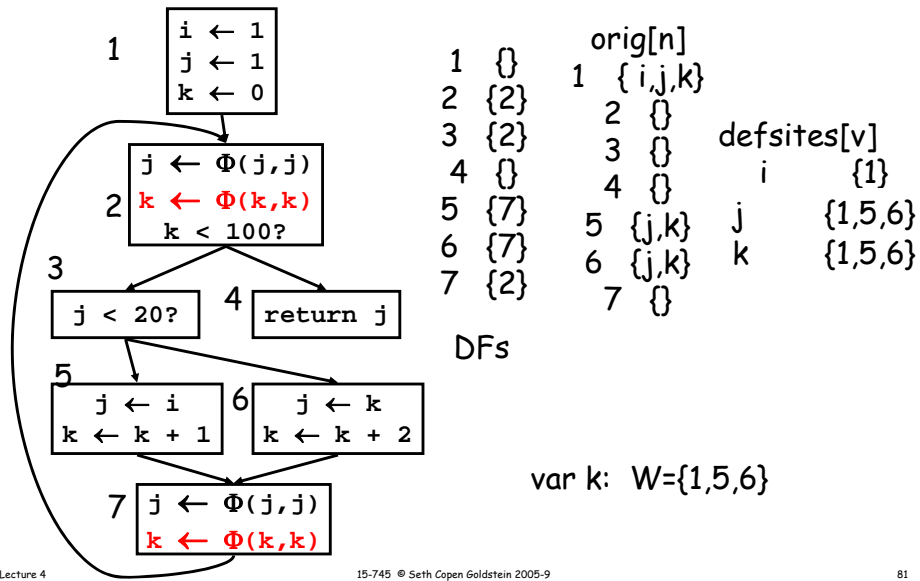 1
i ← 1
j ← 1
k ← 0
2
j ← Φ(j,j)
k ← Φ(k,k)
k < 100?
3
j < 20?
4
return j
5
j ← i
k ← k + 1
6
j ← k
k ← k + 2
7
j ← Φ(j,j)
k ← Φ(k,k)
1 {}
2 {2}
3 {2}
4 {}
5 {7}
6 {7}
7 {2}
DFs
orig[n]
1 { i,j,k}
2 {}
3 {}
4 {}
5 {j,k}
6 {j,k}
7 {}
defsites[v]
i {1}
j {1,5,6}
k {1,5,6}
var k: W={1,5,6}
Lecture 4
15-745 © Seth Copen Goldstein 2005-9
81